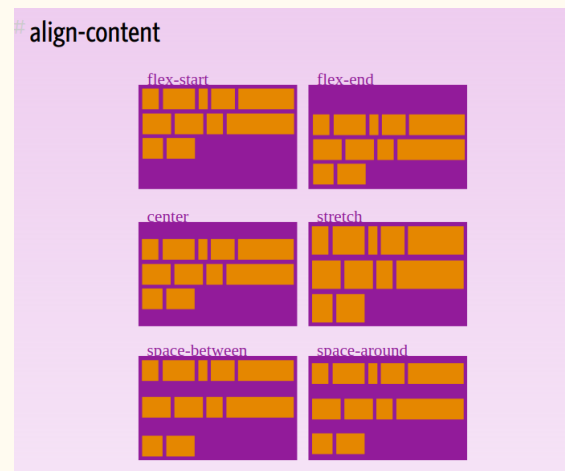 # align-content
flex-start
flex-end
center
stretch
space-between
space-around